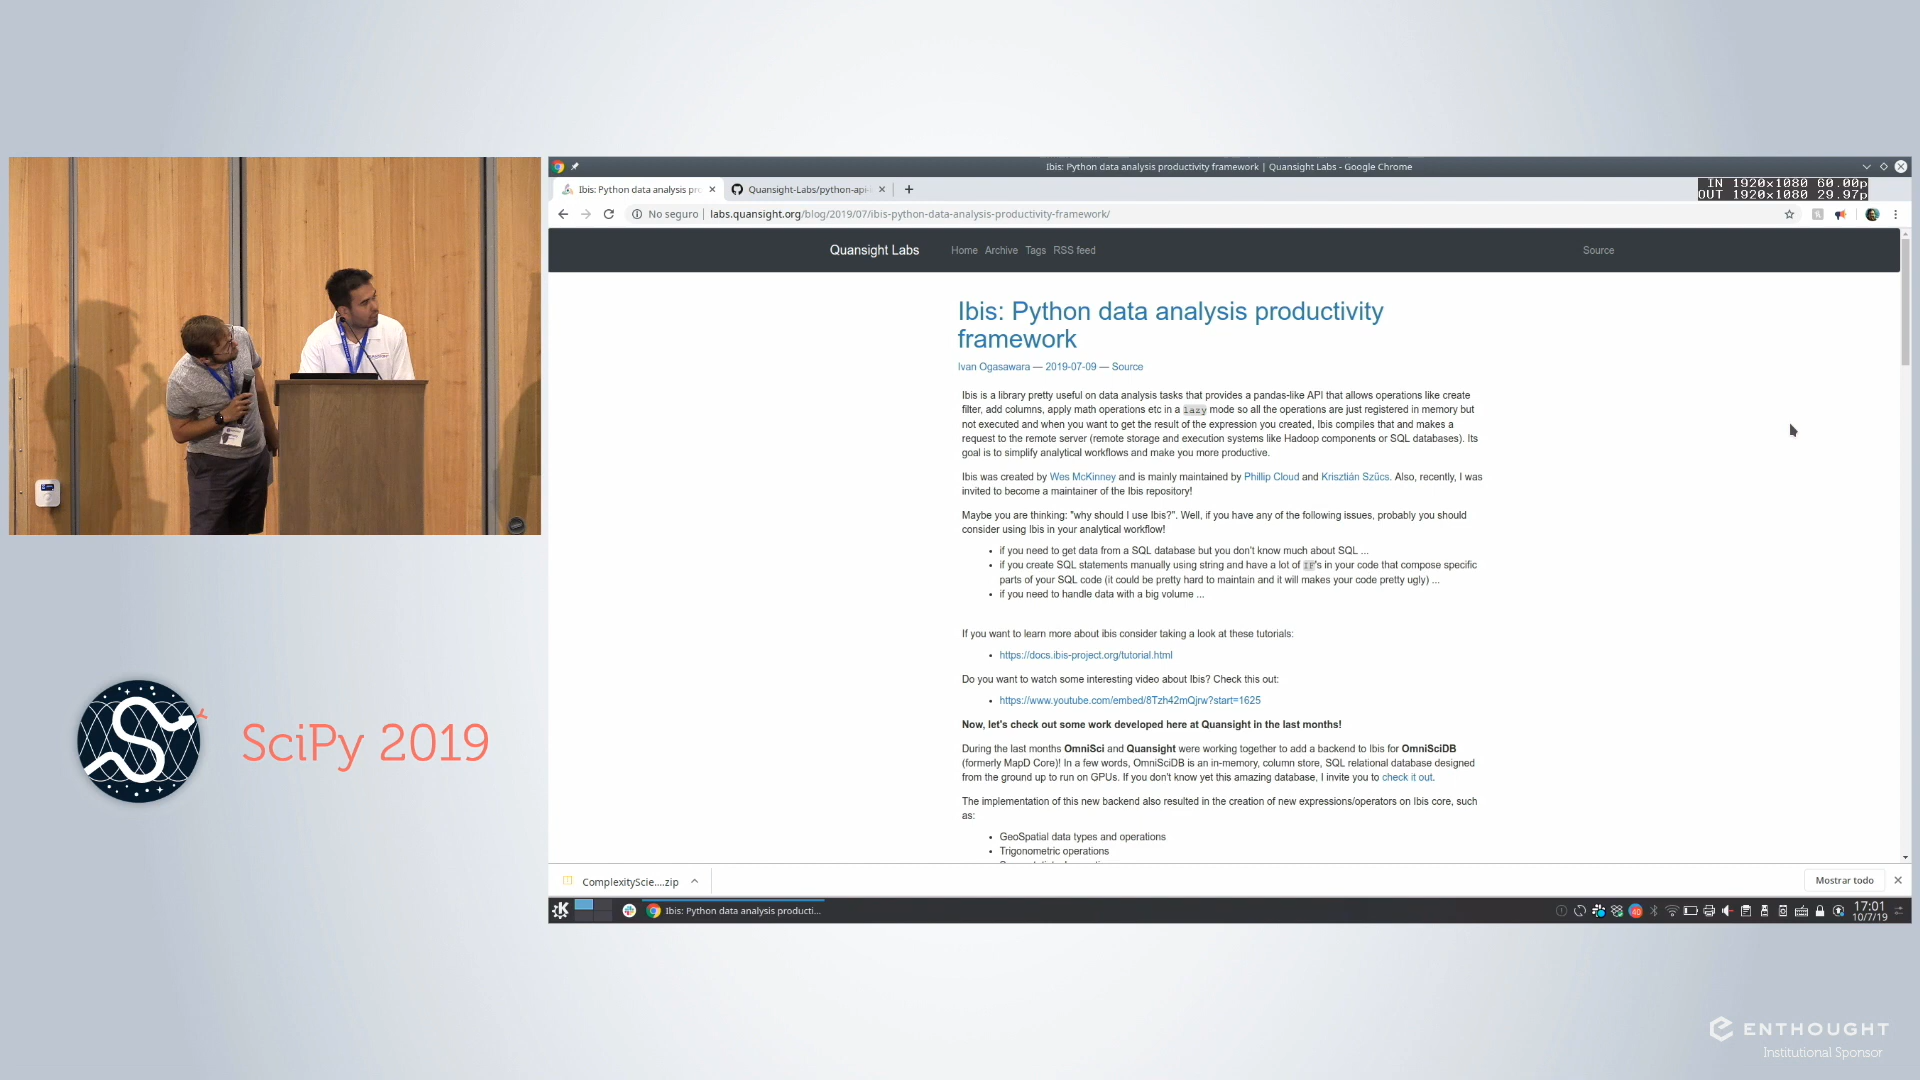 Ibis: Python data analysis productivity framework | Quansight Labs - Google Chrome
Ibis: Python data analysis pr
Quansight-Labs/python-api-
IN 1920x1080 60.00p
OUT 1920x1080 29.97p
No seguro
labs.quansight.org/blog/2019/07/ibis-python-data-analysis-productivity-framework/
Quansight Labs
Home Archive Tags RSS feed
Source
Ibis: Python data analysis productivity
framework
Ivan Ogasawara — 2019-07-09 — Source
Ibis is a library pretty useful on data analysis tasks that provides a pandas-like API that allows operations like create
filter, add columns, apply math operations etc in a lazy mode so all the operations are just registered in memory but
not executed and when you want to get the result of the expression you created, Ibis compiles that and makes a
request to the remote server (remote storage and execution systems like Hadoop components or SQL databases). Its
goal is to simplify analytical workflows and make you more productive.
Ibis was created by Wes McKinney and is mainly maintained by Phillip Cloud and Krisztián Szűcs. Also, recently, I was
invited to become a maintainer of the Ibis repository!
Maybe you are thinking: "why should I use Ibis?". Well, if you have any of the following issues, probably you should
consider using Ibis in your analytical workflow!
• if you need to get data from a SQL database but you don't know much about SQL ...
• if you create SQL statements manually using string and have a lot of IF's in your code that compose specific
parts of your SQL code (it could be pretty hard to maintain and it will makes your code pretty ugly) ...
• if you need to handle data with a big volume ...
If you want to learn more about ibis consider taking a look at these tutorials:
• https://docs.ibis-project.org/tutorial.html
Do you want to watch some interesting video about Ibis? Check this out:
• https://www.youtube.com/embed/8Tzh42mQjrw?start=1625
Now, let's check out some work developed here at Quansight in the last months!
During the last months OmniSci and Quansight were working together to add a backend to Ibis for OmniSciDB
(formerly MapD Core)! In a few words, OmniSciDB is an in-memory, column store, SQL relational database designed
from the ground up to run on GPUs. If you don't know yet this amazing database, I invite you to check it out.
The implementation of this new backend also resulted in the creation of new expressions/operators on Ibis core, such
as:
• GeoSpatial data types and operations
• Trigonometric operations
ComplexityScie....zip
Mostrar todo
Ibis: Python data analysis producti...
40
17:01
10/7/19
SciPy 2019
ENTHOUGHT
Institutional Sponsor